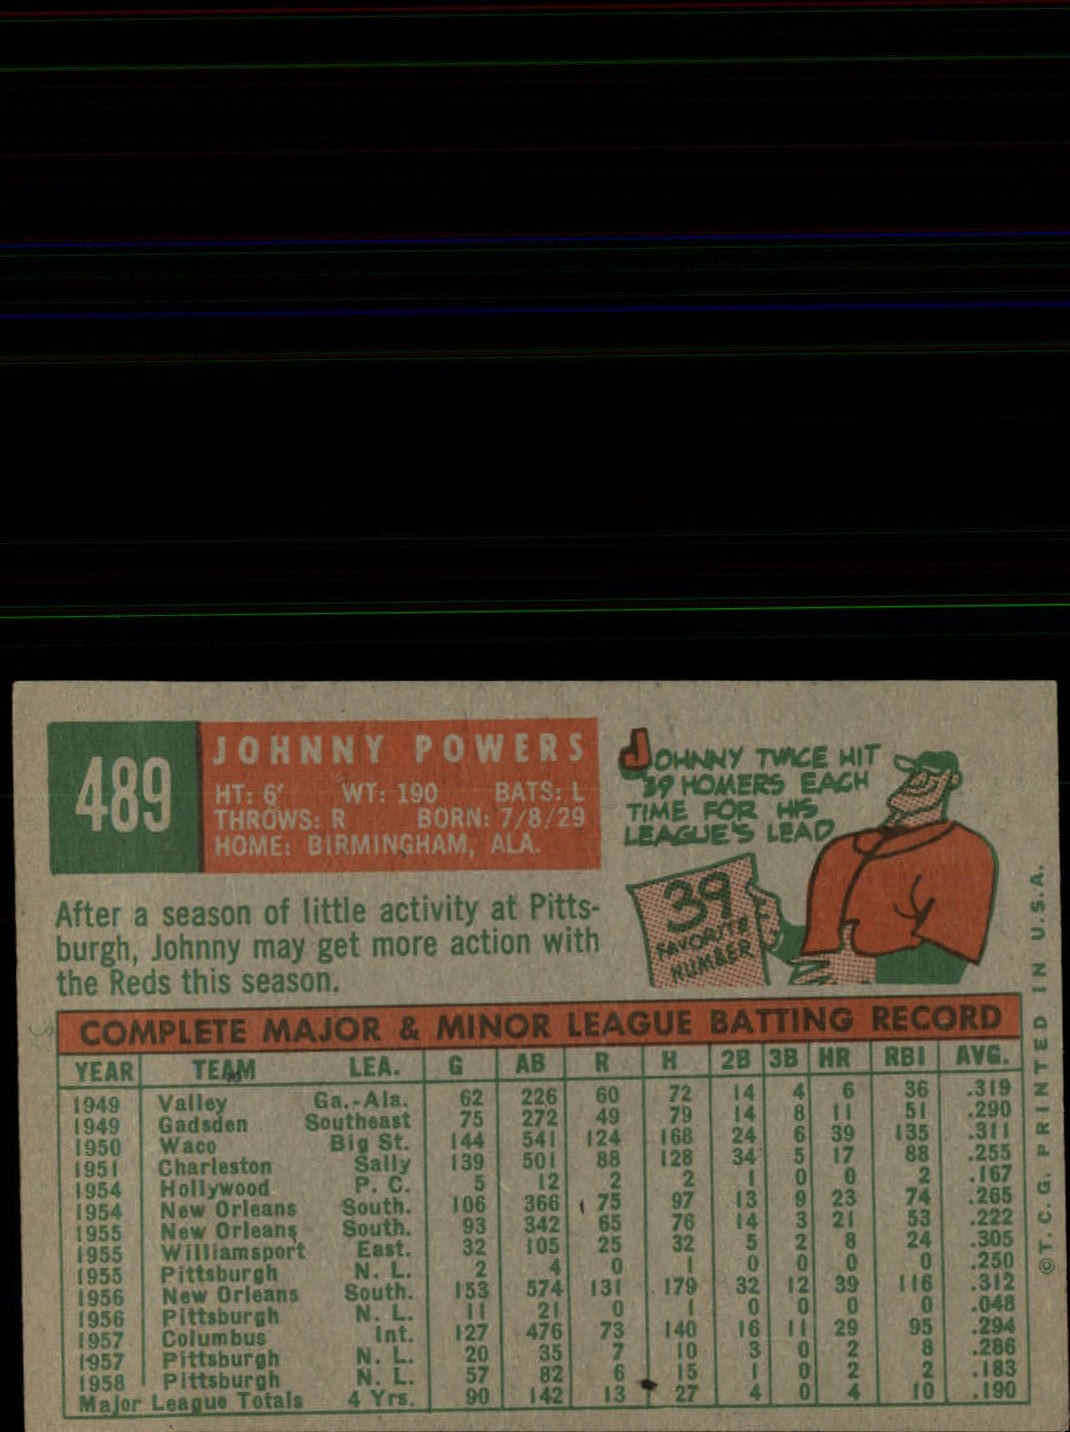 489
JOHNNY POWERS
HT: 6' WT: 190 BATS: L
THROWS: R BORN: 7/8/29
HOME: BIRMINGHAM, ALA.
JOHNNY TWICE HIT
39 HOMERS EACH
TIME FOR HIS
LEAGUE'S LEAD
39
FAVORITE
NUMBER
After a season of little activity at Pitts-
burgh, Johnny may get more action with
the Reds this season.
COMPLETE MAJOR & MINOR LEAGUE BATTING RECORD
YEAR TEAM LEA. G AB R H 2B 3B HR RBI AVG.
1949 Valley Ga.-Ala. 62 226 60 72 14 4 6 36 .319
1949 Gadsden Southeast 75 272 49 79 14 8 11 51 .290
1950 Waco Big St. 144 541 124 168 24 6 39 135 .311
1951 Charleston Sally 139 501 88 128 34 5 17 88 .255
1954 Hollywood P. C. 5 12 2 2 1 0 0 2 .167
1954 New Orleans South. 106 366 75 97 13 9 23 74 .265
1955 New Orleans South. 93 342 65 76 14 3 21 53 .222
1955 Williamsport East. 32 105 25 32 5 2 8 24 .305
1955 Pittsburgh N. L. 2 4 0 1 0 0 0 0 .250
1956 New Orleans South. 153 574 131 179 32 12 39 116 .312
1956 Pittsburgh N. L. 11 21 0 1 0 0 0 0 .048
1957 Columbus Int. 127 476 73 140 16 11 29 95 .294
1957 Pittsburgh N. L. 20 35 7 10 3 0 2 8 .286
1958 Pittsburgh N. L. 57 82 6 15 1 0 2 2 .183
Major League Totals 4 Yrs. 90 142 13 27 4 0 4 10 .190
© T. C. G. PRINTED IN U.S.A.